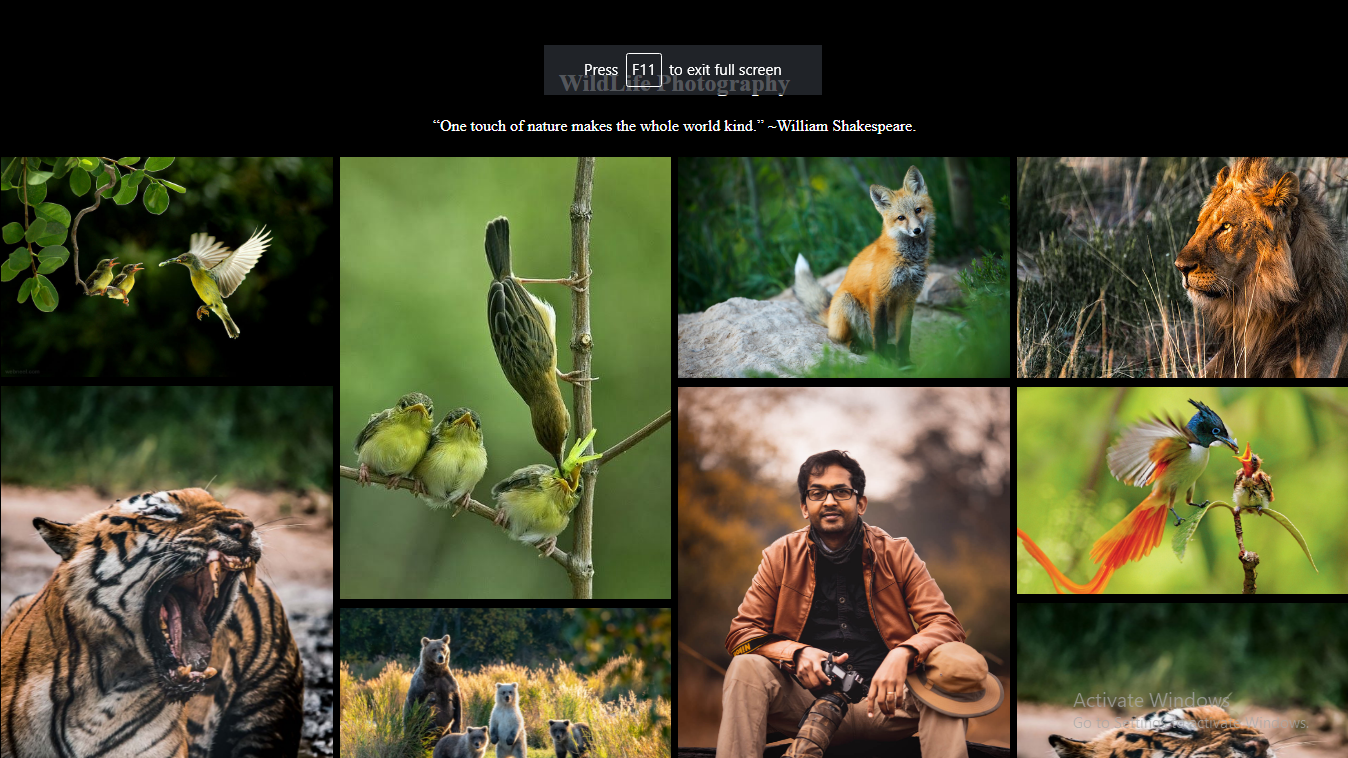 Press F11 to exit full screen
WildLife Photography
“One touch of nature makes the whole world kind.” ~William Shakespeare.
Activate Windows
Go to Settings to activate Windows.